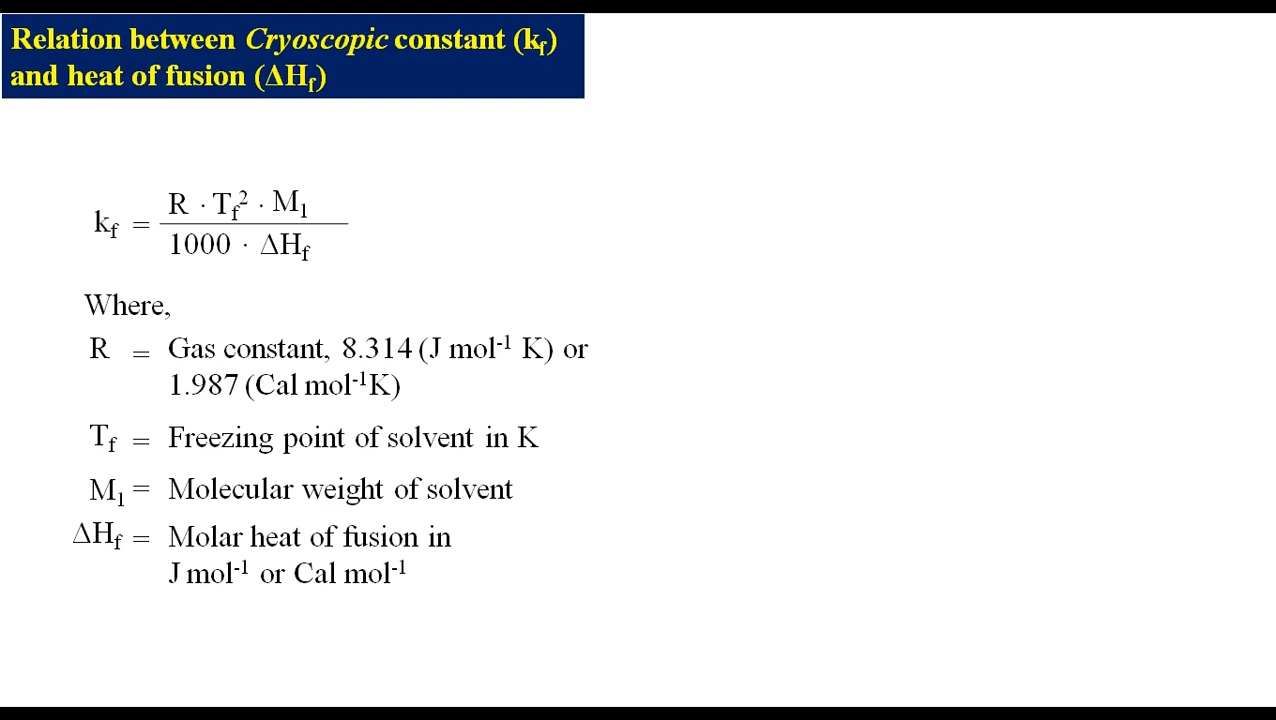 Relation between Cryoscopic constant (kf)
and heat of fusion (ΔHf)
kf = R · Tf² · M1
1000 · ΔHf
Where,
R = Gas constant, 8.314 (J mol⁻¹ K) or
1.987 (Cal mol⁻¹K)
Tf = Freezing point of solvent in K
M1 = Molecular weight of solvent
ΔHf = Molar heat of fusion in
J mol⁻¹ or Cal mol⁻¹